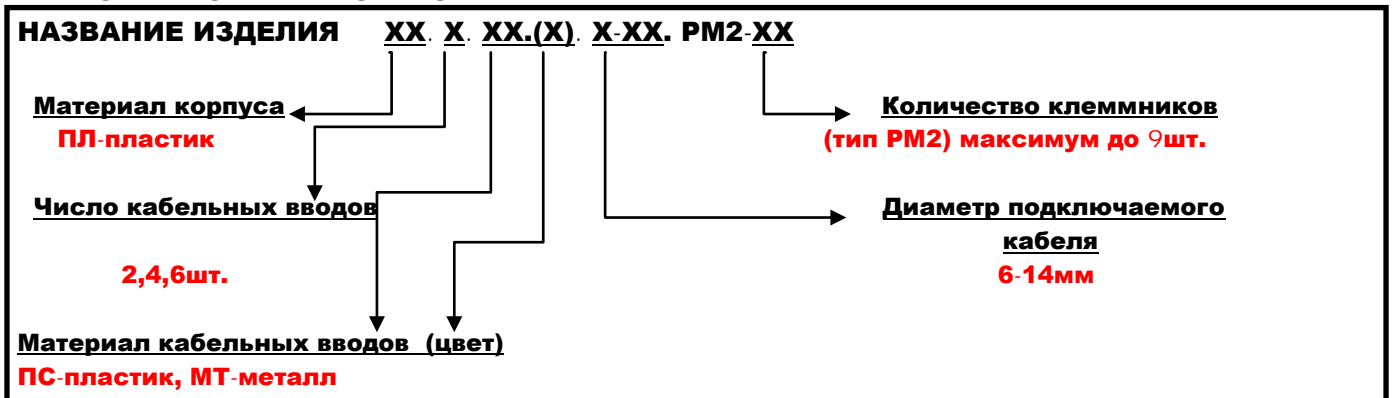 НАЗВАНИЕ ИЗДЕЛИЯ XX. X. XX.(X). X-XX. РМ2-XX
Материал корпуса
ПЛ-пластик
Количество клеммников
(тип РМ2) максимум до 9шт.
Число кабельных вводов
2,4,6шт.
Диаметр подключаемого
кабеля
6-14мм
Материал кабельных вводов (цвет)
ПС-пластик, МТ-металл